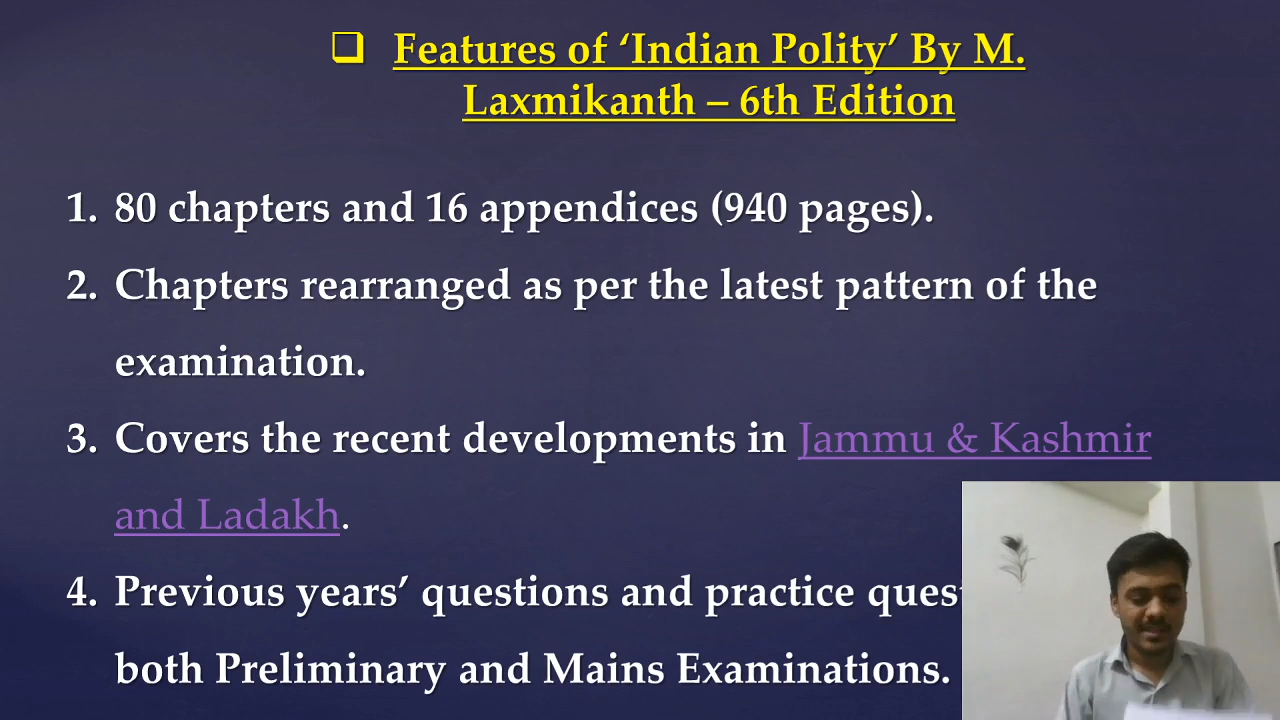 ❑ Features of ‘Indian Polity’ By M.
Laxmikanth – 6th Edition
1. 80 chapters and 16 appendices (940 pages).
2. Chapters rearranged as per the latest pattern of the
examination.
3. Covers the recent developments in Jammu & Kashmir
and Ladakh.
4. Previous years’ questions and practice
both Preliminary and Mains Examinations.